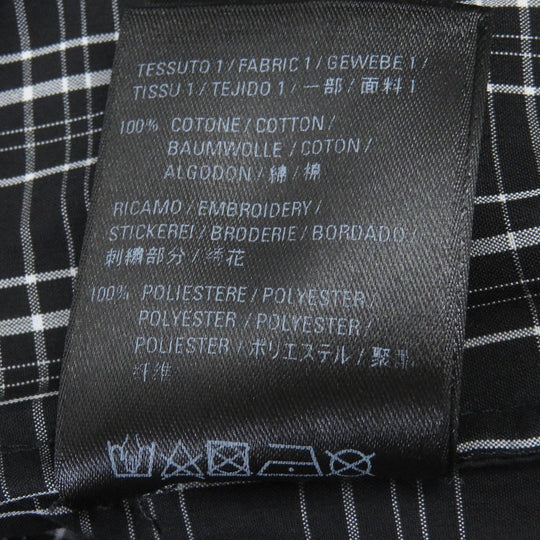 TESSUTO 1 / FABRIC 1 / GEWEBE 1 /
TISSU 1 / TEJIDO 1 / 一部 / 面料 1
100% COTONE / COTTON /
BAUMWOLLE / COTON /
ALGODON / 綿 / 棉
RICAMO / EMBROIDERY /
STICKEREI / BRODERIE / BORDADO /
刺繍部分 / 绣花
100% POLIESTERE / POLYESTER /
POLYESTER / POLYESTER /
POLIESTER / ポリエステル / 聚酯
纤维